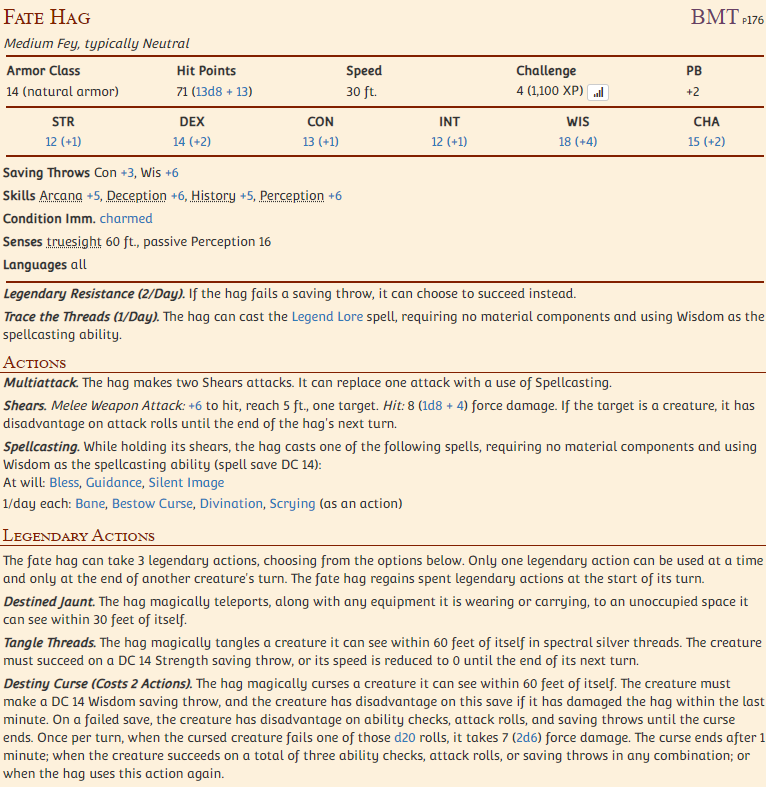 FATE HAG BMT P176
Medium Fey, typically Neutral
Armor Class Hit Points Speed Challenge PB
14 (natural armor) 71 (13d8 + 13) 30 ft. 4 (1,100 XP) +2
STR DEX CON INT WIS CHA
12 (+1) 14 (+2) 13 (+1) 12 (+1) 18 (+4) 15 (+2)
Saving Throws Con +3, Wis +6
Skills Arcana +5, Deception +6, History +5, Perception +6
Condition Imm. charmed
Senses truesight 60 ft., passive Perception 16
Languages all
Legendary Resistance (2/Day). If the hag fails a saving throw, it can choose to succeed instead.
Trace the Threads (1/Day). The hag can cast the Legend Lore spell, requiring no material components and using Wisdom as the
spellcasting ability.
ACTIONS
Multiattack. The hag makes two Shears attacks. It can replace one attack with a use of Spellcasting.
Shears. Melee Weapon Attack: +6 to hit, reach 5 ft., one target. Hit: 8 (1d8 + 4) force damage. If the target is a creature, it has
disadvantage on attack rolls until the end of the hag's next turn.
Spellcasting. While holding its shears, the hag casts one of the following spells, requiring no material components and using
Wisdom as the spellcasting ability (spell save DC 14):
At will: Bless, Guidance, Silent Image
1/day each: Bane, Bestow Curse, Divination, Scrying (as an action)
LEGENDARY ACTIONS
The fate hag can take 3 legendary actions, choosing from the options below. Only one legendary action can be used at a time
and only at the end of another creature's turn. The fate hag regains spent legendary actions at the start of its turn.
Destined Jaunt. The hag magically teleports, along with any equipment it is wearing or carrying, to an unoccupied space it
can see within 30 feet of itself.
Tangle Threads. The hag magically tangles a creature it can see within 60 feet of itself in spectral silver threads. The creature
must succeed on a DC 14 Strength saving throw, or its speed is reduced to 0 until the end of its next turn.
Destiny Curse (Costs 2 Actions). The hag magically curses a creature it can see within 60 feet of itself. The creature must
make a DC 14 Wisdom saving throw, and the creature has disadvantage on this save if it has damaged the hag within the last
minute. On a failed save, the creature has disadvantage on ability checks, attack rolls, and saving throws until the curse
ends. Once per turn, when the cursed creature fails one of those d20 rolls, it takes 7 (2d6) force damage. The curse ends after 1
minute; when the creature succeeds on a total of three ability checks, attack rolls, or saving throws in any combination; or
when the hag uses this action again.